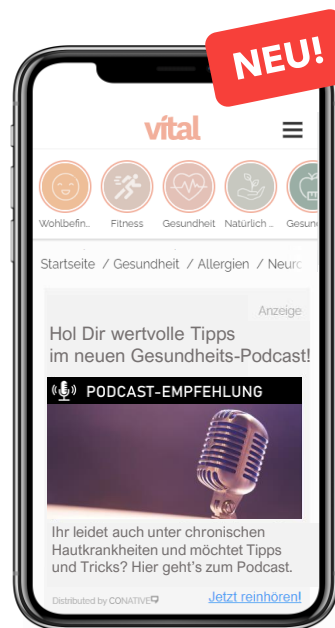 NEU!
vital
Wohlbefin.. Fitness Gesundheit Natürlich ... Gesun
Startseite / Gesundheit / Allergien / Neuro
Anzeige
Hol Dir wertvolle Tipps
im neuen Gesundheits-Podcast!
PODCAST-EMPFEHLUNG
Ihr leidet auch unter chronischen
Hautkrankheiten und möchtet Tipps
und Tricks? Hier geht's zum Podcast.
Distributed by CONATIVE Jetzt reinhören!